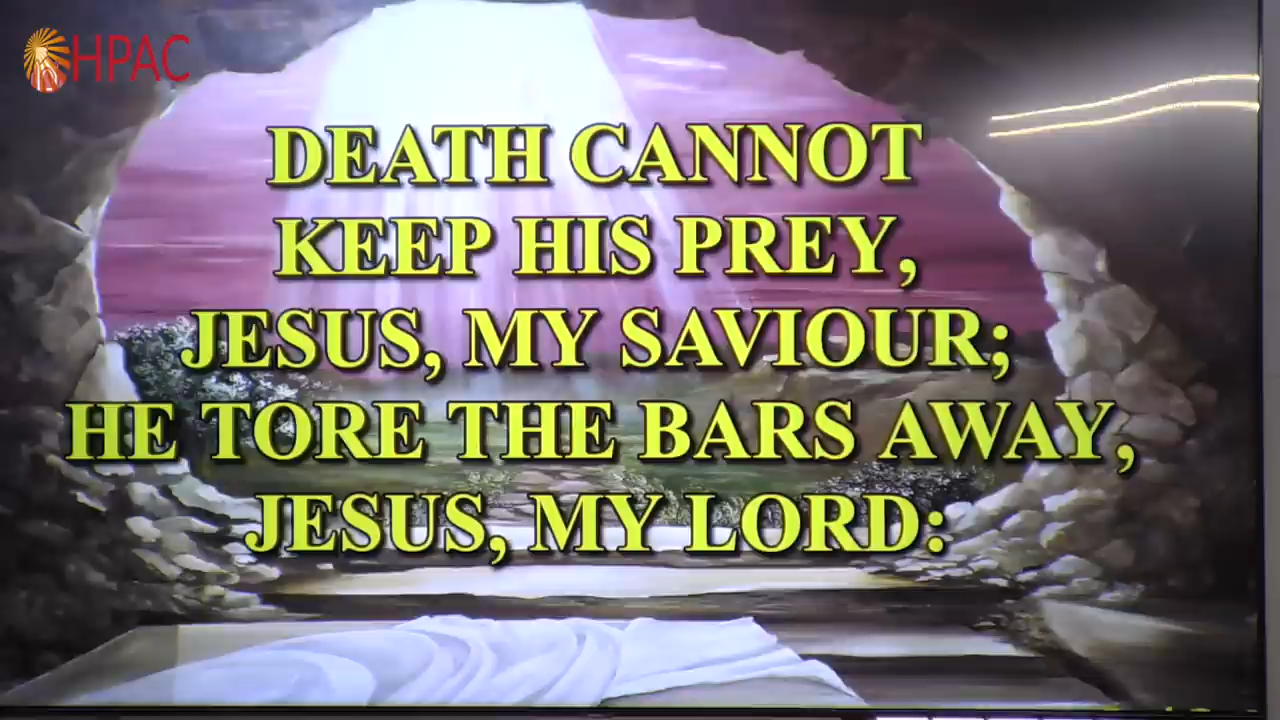 HPAC
DEATH CANNOT
KEEP HIS PREY,
JESUS, MY SAVIOUR;
HE TORE THE BARS AWAY,
JESUS, MY LORD: